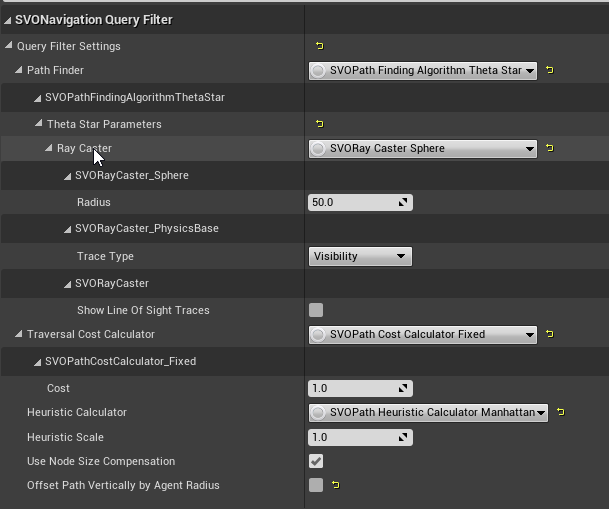 SVONavigation Query Filter
Query Filter Settings
Path Finder SVOPath Finding Algorithm Theta Star
SVOPathFindingAlgorithmThetaStar
Theta Star Parameters
Ray Caster SVORay Caster Sphere
SVORayCaster_Sphere
Radius 50.0
SVORayCaster_PhysicsBase
Trace Type Visibility
SVORayCaster
Show Line Of Sight Traces
Traversal Cost Calculator SVOPath Cost Calculator Fixed
SVOPathCostCalculator_Fixed
Cost 1.0
Heuristic Calculator SVOPath Heuristic Calculator Manhattan
Heuristic Scale 1.0
Use Node Size Compensation
Offset Path Vertically by Agent Radius